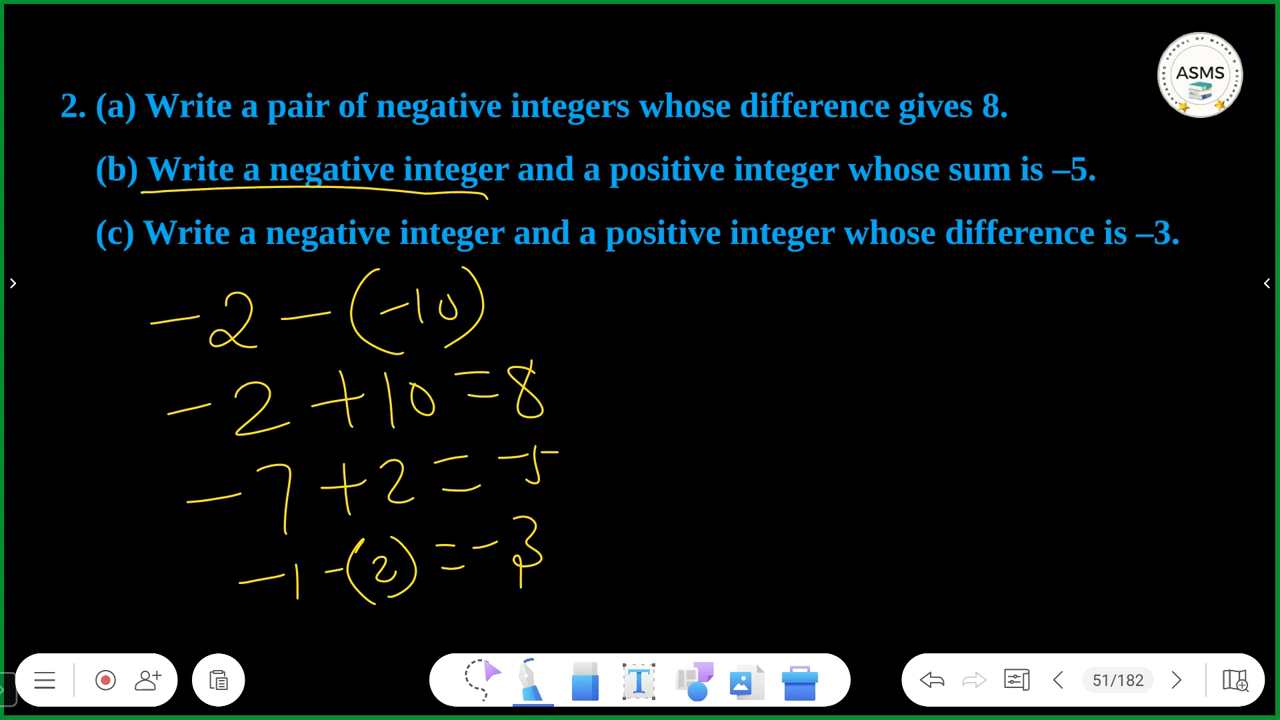 ASMS
2. (a) Write a pair of negative integers whose difference gives 8.
(b) Write a negative integer and a positive integer whose sum is –5.
(c) Write a negative integer and a positive integer whose difference is –3.
-2 - (-10)
-2 + 10 = 8
-7 + 2 = -5
-1 - (2) = -3
51/182